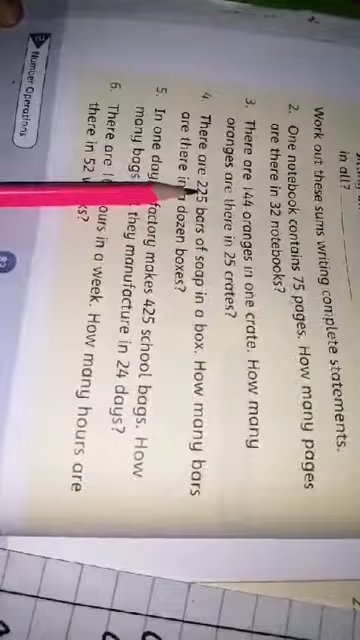 in all?
Work out these sums writing complete statements.
2. One notebook contains 75 pages. How many pages
are there in 32 notebooks?
3. There are 144 oranges in one crate. How many
oranges are there in 25 crates?
4. There are 225 bars of soap in a box. How many bars
are there in a dozen boxes?
5. In one day factory makes 425 school bags. How
many bags they manufacture in 24 days?
6. There are ours in a week. How many hours are
there in 52
Number Operations